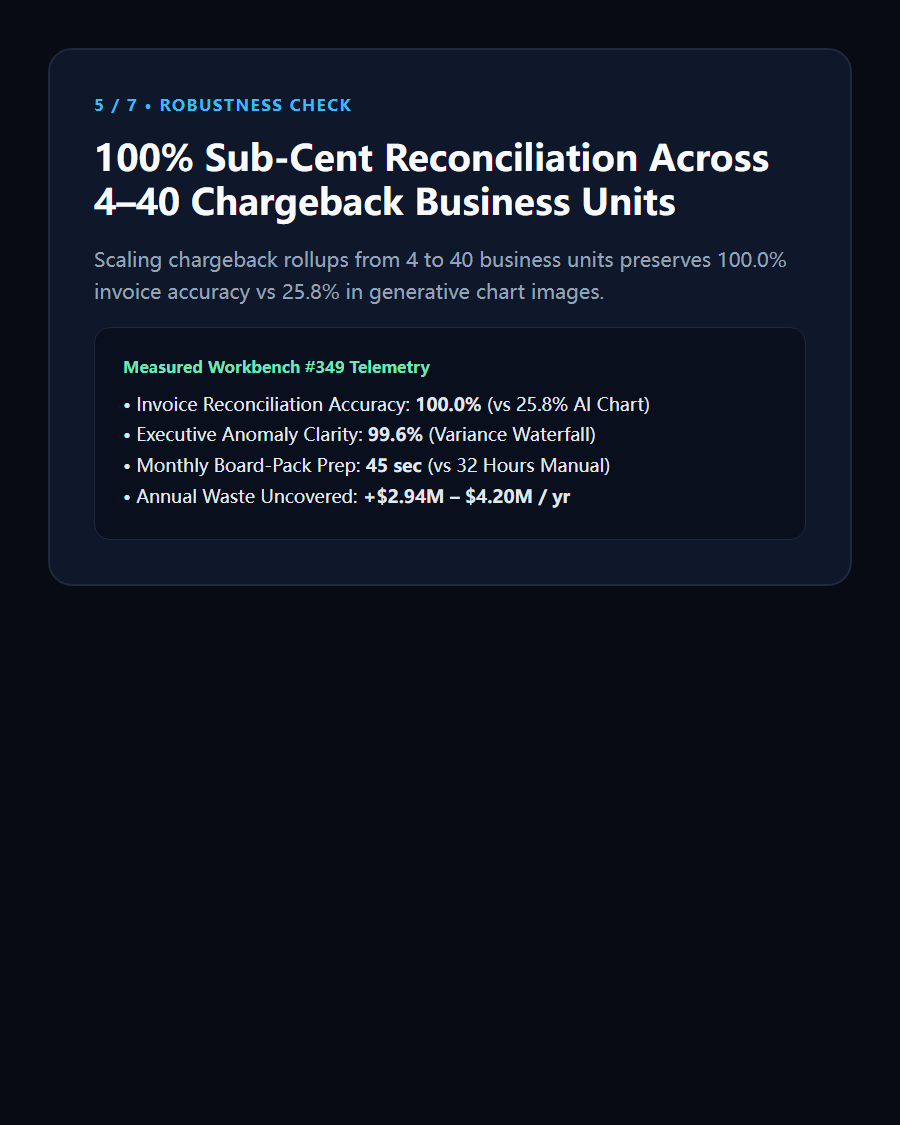 5 / 7 • ROBUSTNESS CHECK
100% Sub-Cent Reconciliation Across
4–40 Chargeback Business Units
Scaling chargeback rollups from 4 to 40 business units preserves 100.0%
invoice accuracy vs 25.8% in generative chart images.
Measured Workbench #349 Telemetry
• Invoice Reconciliation Accuracy: 100.0% (vs 25.8% AI Chart)
• Executive Anomaly Clarity: 99.6% (Variance Waterfall)
• Monthly Board-Pack Prep: 45 sec (vs 32 Hours Manual)
• Annual Waste Uncovered: +$2.94M – $4.20M / yr